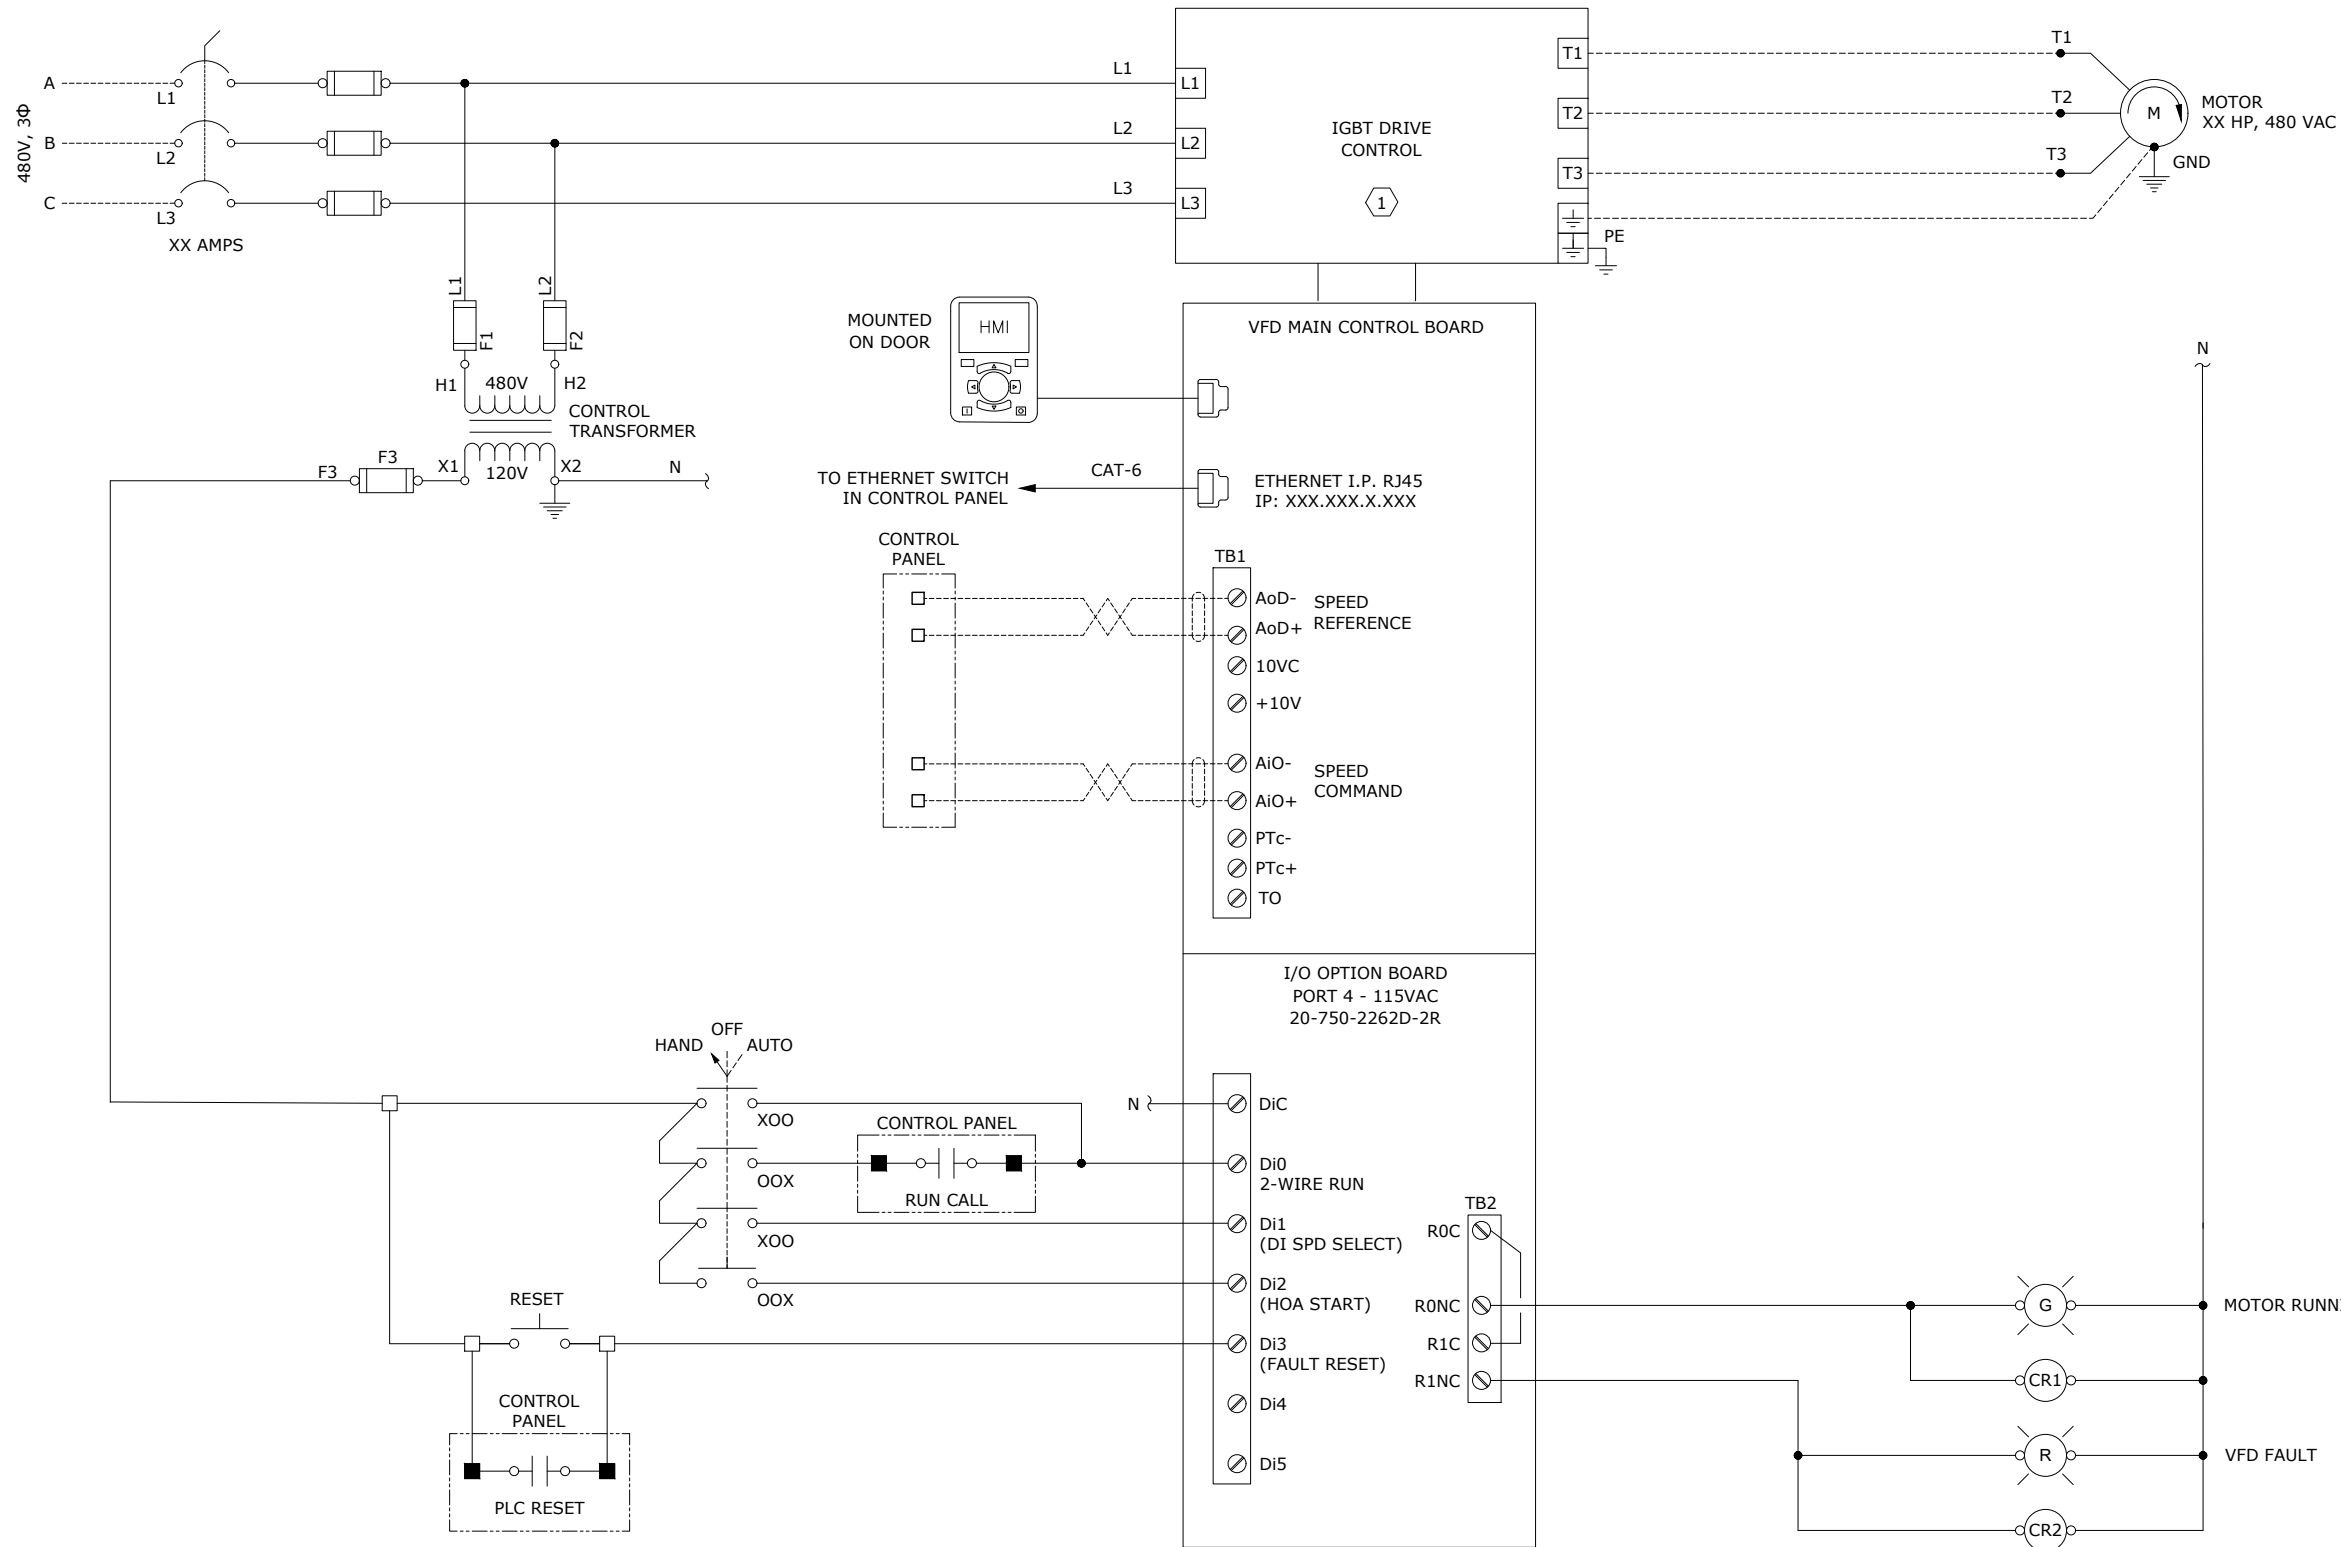 A
B
C
480V, 3Φ
L1
L2
L3
XX AMPS
L1
L2
L3
L1
L2
L3
IGBT DRIVE
CONTROL
1
T1
T2
T3
PE
T1
T2
T3
M
MOTOR
XX HP, 480 VAC
GND
L1
L2
F1
F2
H1
480V
H2
CONTROL
TRANSFORMER
F3
F3
X1
120V
X2
N
MOUNTED
ON DOOR
HMI
VFD MAIN CONTROL BOARD
N
TO ETHERNET SWITCH
IN CONTROL PANEL
CAT-6
ETHERNET I.P. RJ45
IP: XXX.XXX.X.XXX
CONTROL
PANEL
TB1
AoD-
AoD+
SPEED
REFERENCE
10VC
+10V
AiO-
AiO+
SPEED
COMMAND
PTc-
PTc+
TO
I/O OPTION BOARD
PORT 4 - 115VAC
20-750-2262D-2R
HAND
OFF
AUTO
XOO
OOX
XOO
OOX
CONTROL PANEL
RUN CALL
N
DiC
Di0
2-WIRE RUN
Di1
(DI SPD SELECT)
Di2
(HOA START)
Di3
(FAULT RESET)
Di4
Di5
TB2
R0C
R0NC
R1C
R1NC
RESET
CONTROL
PANEL
PLC RESET
G
MOTOR RUNN
CR1
R
VFD FAULT
CR2